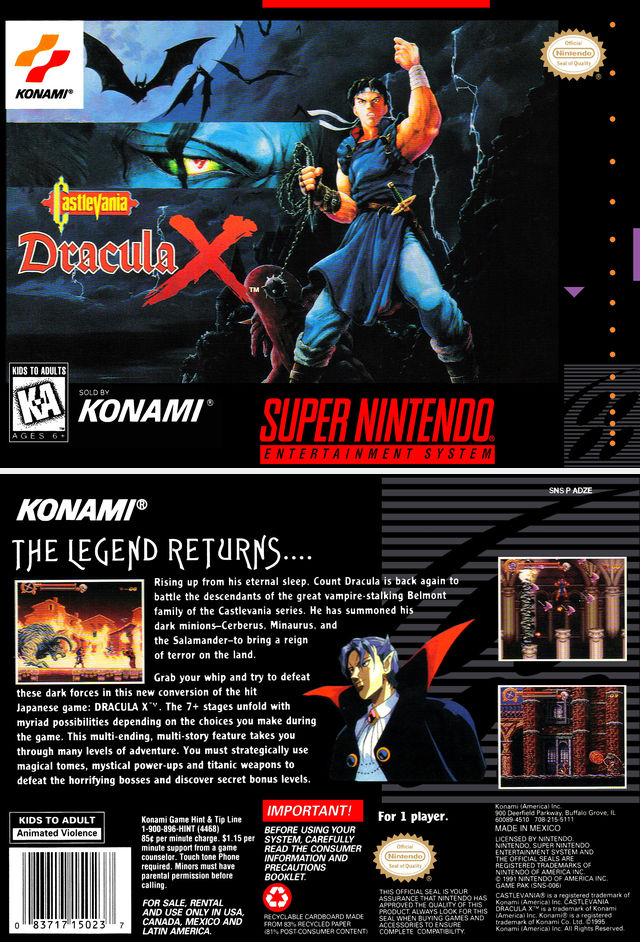 KONAMI®
Official
Nintendo
Seal of Quality
®
Castlevania
Dracula X™
KIDS TO ADULTS
K-A
AGES 6+
SOLD BY
KONAMI®
SUPER NINTENDO®
ENTERTAINMENT SYSTEM
KONAMI®
SNS P ADZE
THE LEGEND RETURNS....
Rising up from his eternal sleep. Count Dracula is back again to
battle the descendants of the great vampire-stalking Belmont
family of the Castlevania series. He has summoned his
dark minions–Cerberus, Minaurus, and
the Salamander–to bring a reign
of terror on the land.
Grab your whip and try to defeat
these dark forces in this new conversion of the hit
Japanese game: DRACULA X™. The 7+ stages unfold with
myriad possibilities depending on the choices you make during
the game. This multi-ending, multi-story feature takes you
through many levels of adventure. You must strategically use
magical tomes, mystical power-ups and titanic weapons to
defeat the horrifying bosses and discover secret bonus levels.
KIDS TO ADULT
Animated Violence
0 83717 15023 7
Konami Game Hint & Tip Line
1-900-896-HINT (4468)
85¢ per minute charge. $1.15 per
minute support from a game
counselor. Touch tone Phone
required. Minors must have
parental permission before
calling.
FOR SALE, RENTAL
AND USE ONLY IN USA,
CANADA, MEXICO AND
LATIN AMERICA.
IMPORTANT!
BEFORE USING YOUR
SYSTEM, CAREFULLY
READ THE CONSUMER
INFORMATION AND
PRECAUTIONS
BOOKLET.
RECYCLABLE CARDBOARD MADE
FROM 83% RECYCLED PAPER
(81% POST-CONSUMER CONTENT)
For 1 player.
Official
Nintendo
Seal of Quality
®
THIS OFFICIAL SEAL IS YOUR
ASSURANCE THAT NINTENDO HAS
APPROVED THE QUALITY OF THIS
PRODUCT. ALWAYS LOOK FOR THIS
SEAL WHEN BUYING GAMES AND
ACCESSORIES TO ENSURE
COMPLETE COMPATIBILITY.
Konami (America) Inc.
900 Deerfield Parkway, Buffalo Grove, IL
60089-4510 708-215-5111
MADE IN MEXICO
LICENSED BY NINTENDO.
NINTENDO, SUPER NINTENDO
ENTERTAINMENT SYSTEM AND
THE OFFICIAL SEALS ARE
REGISTERED TRADEMARKS OF
NINTENDO OF AMERICA INC.
© 1991 NINTENDO OF AMERICA INC.
GAME PAK (SNS-006)
CASTLEVANIA® is a registered trademark of
Konami (America) Inc. CASTLEVANIA
DRACULA X™ is a trademark of Konami
(America) Inc. Konami® is a registered
trademark of Konami Co. Ltd. ©1995.
Konami (America) Inc. All Rights Reserved.